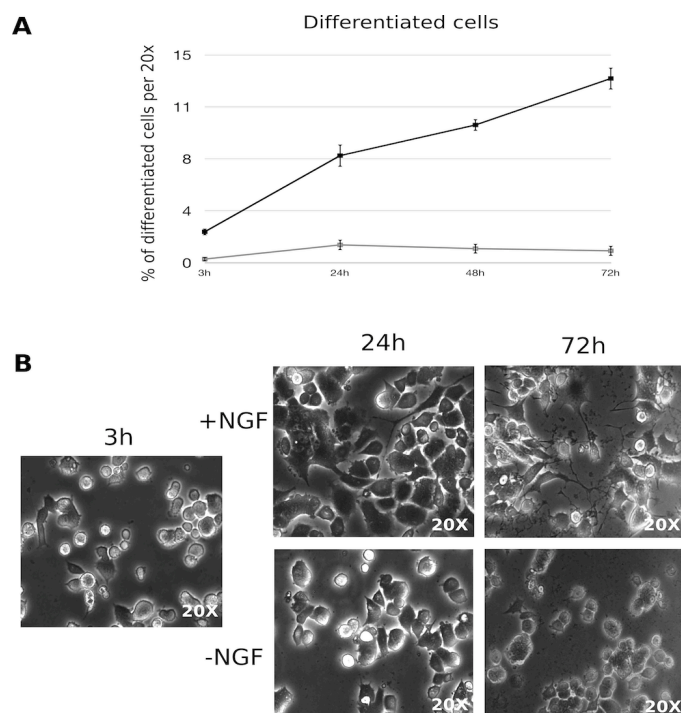 A
Differentiated cells
% of differentiated cells per 20x
15
11
8
4
0
3h
24h
48h
72h
B
24h
72h
3h
+NGF
20X
20X
20X
-NGF
20X
20X